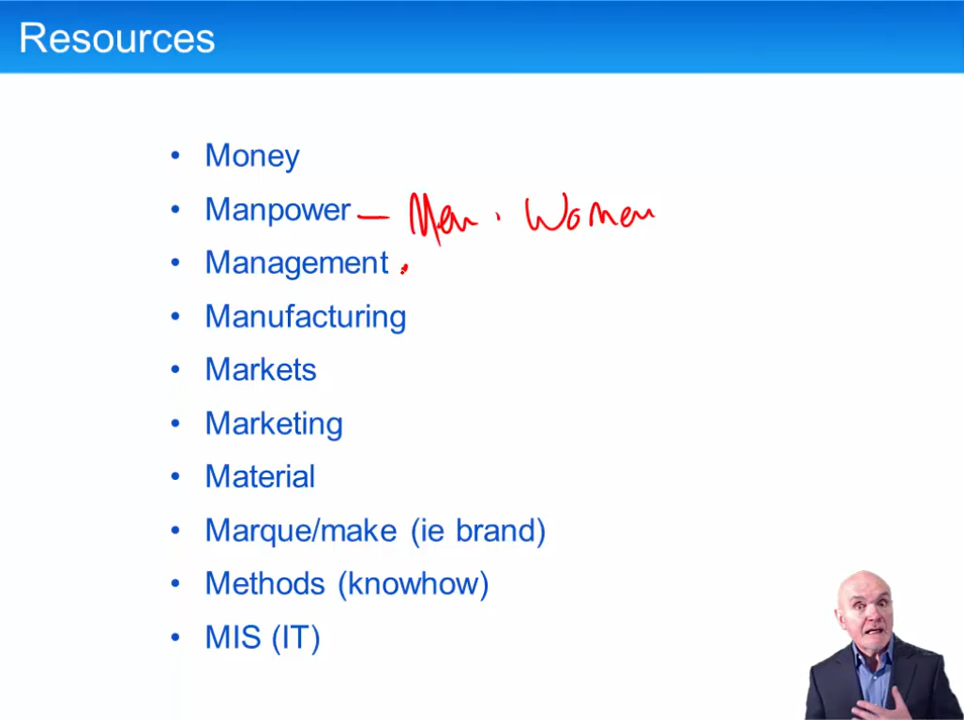 Resources
• Money
• Manpower — Men . Women
• Management .
• Manufacturing
• Markets
• Marketing
• Material
• Marque/make (ie brand)
• Methods (knowhow)
• MIS (IT)